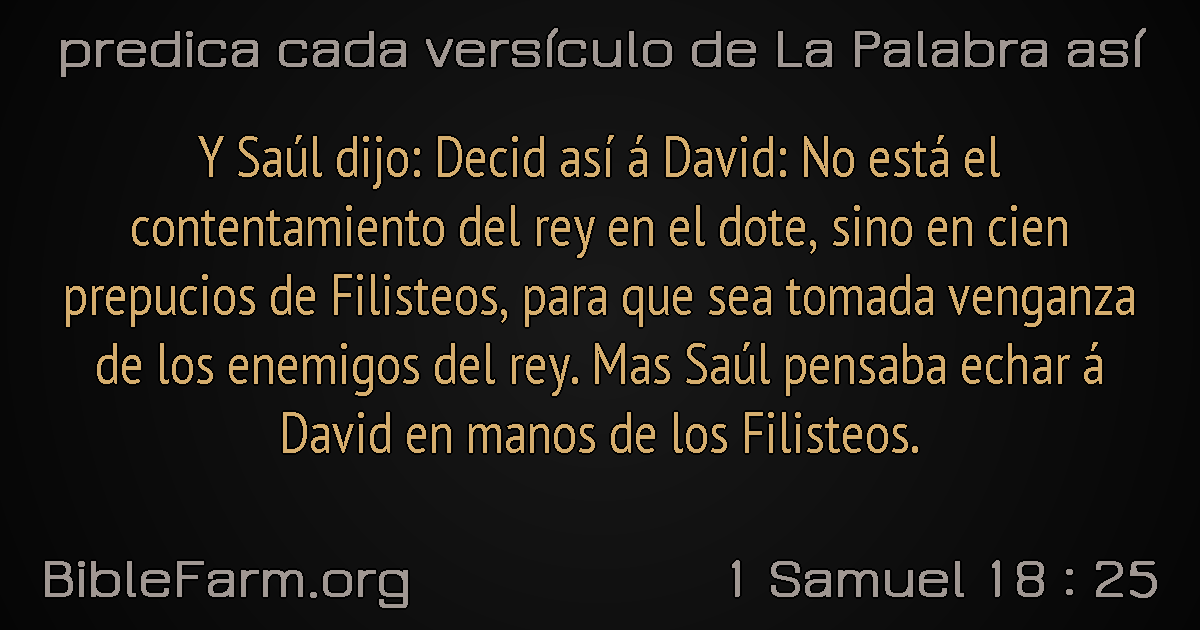 predica cada versículo de La Palabra así
Y Saúl dijo: Decid así á David: No está el
contentamiento del rey en el dote, sino en cien
prepucios de Filisteos, para que sea tomada venganza
de los enemigos del rey. Mas Saúl pensaba echar á
David en manos de los Filisteos.
BibleFarm.org
1 Samuel 18 : 25